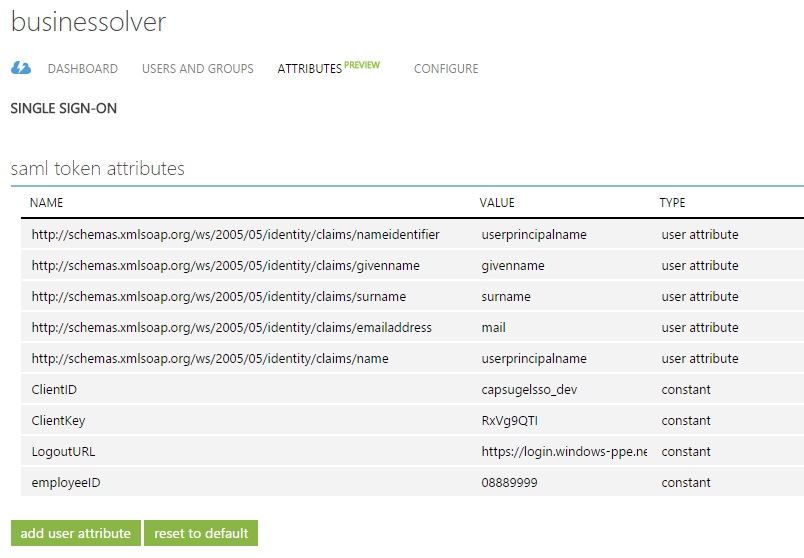 businessolver
DASHBOARD USERS AND GROUPS ATTRIBUTES PREVIEW CONFIGURE
SINGLE SIGN-ON
saml token attributes
NAME VALUE TYPE
http://schemas.xmlsoap.org/ws/2005/05/identity/claims/nameidentifier userprincipalname user attribute
http://schemas.xmlsoap.org/ws/2005/05/identity/claims/givenname givenname user attribute
http://schemas.xmlsoap.org/ws/2005/05/identity/claims/surname surname user attribute
http://schemas.xmlsoap.org/ws/2005/05/identity/claims/emailaddress mail user attribute
http://schemas.xmlsoap.org/ws/2005/05/identity/claims/name userprincipalname user attribute
ClientID capsugelsso_dev constant
ClientKey RxVg9QTI constant
LogoutURL https://login.windows-ppe.ne constant
employeeID 08889999 constant
add user attribute reset to default